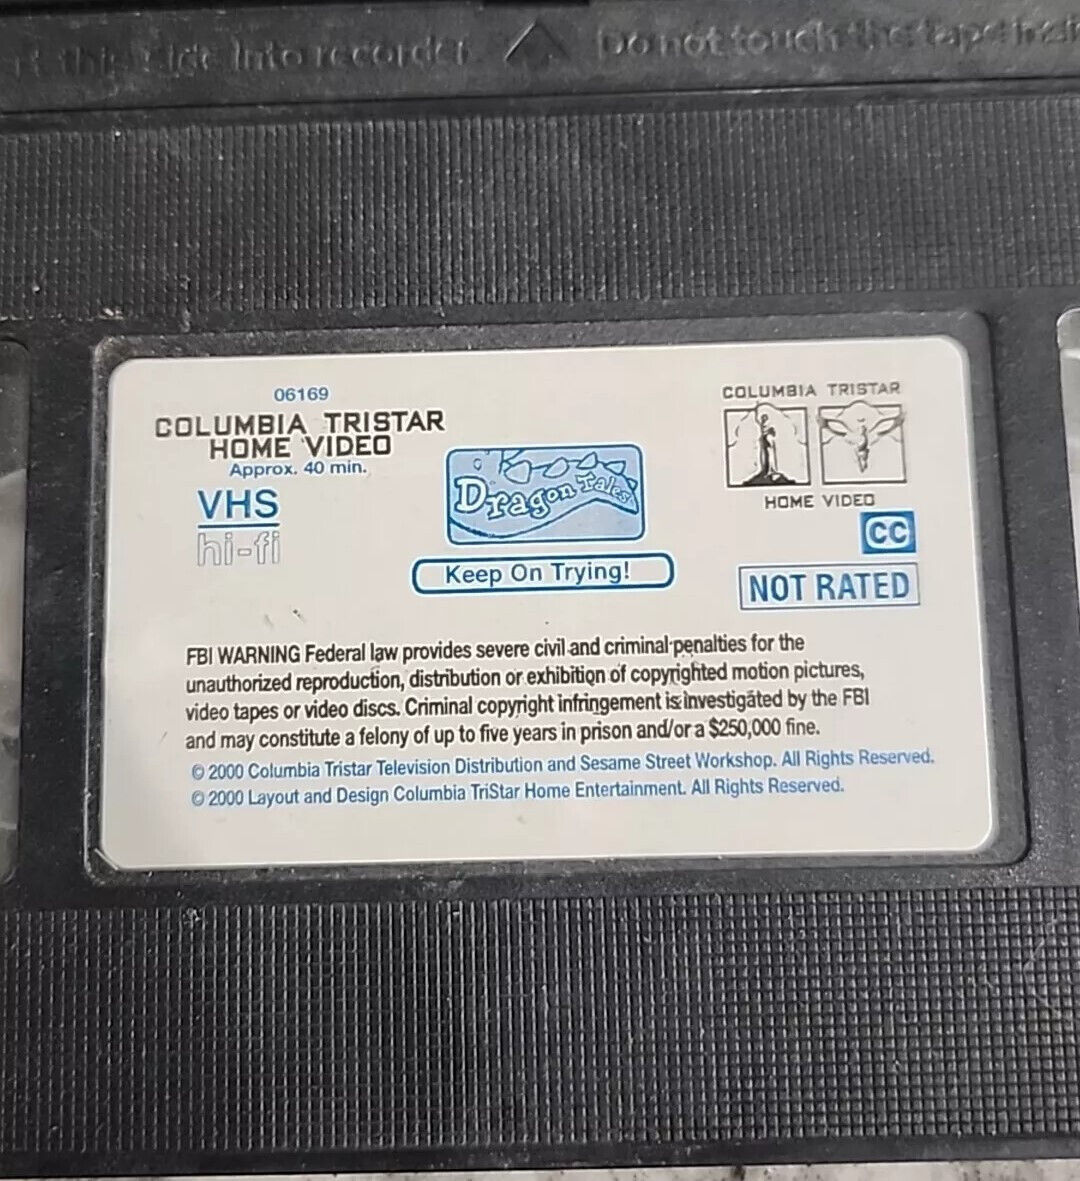 this side into recorder Do not touch the tape
06169
COLUMBIA TRISTAR
HOME VIDEO
Approx. 40 min.
VHS
hi-fi
Dragon Tales
Keep On Trying!
COLUMBIA TRISTAR
HOME VIDEO
CC
NOT RATED
FBI WARNING Federal law provides severe civil and criminal penalties for the
unauthorized reproduction, distribution or exhibition of copyrighted motion pictures,
video tapes or video discs. Criminal copyright infringement is investigated by the FBI
and may constitute a felony of up to five years in prison and/or a $250,000 fine.
© 2000 Columbia Tristar Television Distribution and Sesame Street Workshop. All Rights Reserved.
© 2000 Layout and Design Columbia TriStar Home Entertainment. All Rights Reserved.